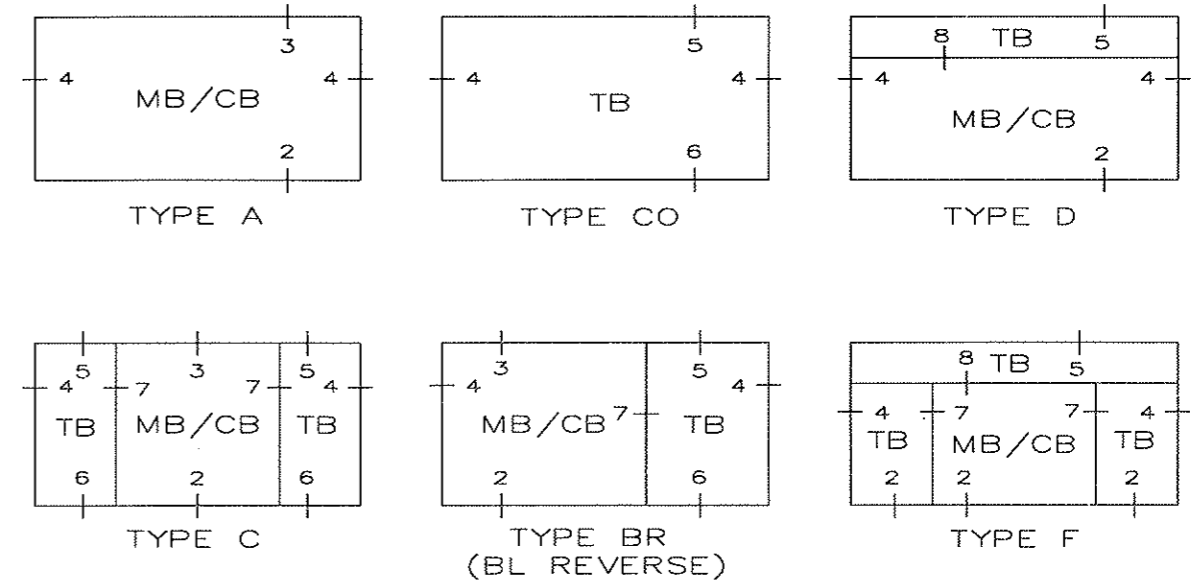 3
4 4
MB/CB
2
TYPE A
5
4 4
TB
6
TYPE CO
8 TB 5
4 4
MB/CB
2
TYPE D
5 3 5
4 7 7 4
TB MB/CB TB
6 2 6
TYPE C
3 5
4 4
MB/CB 7 TB
2 6
TYPE BR
(BL REVERSE)
8 TB 5
4 7 7 4
TB MB/CB TB
2 2 2
TYPE F